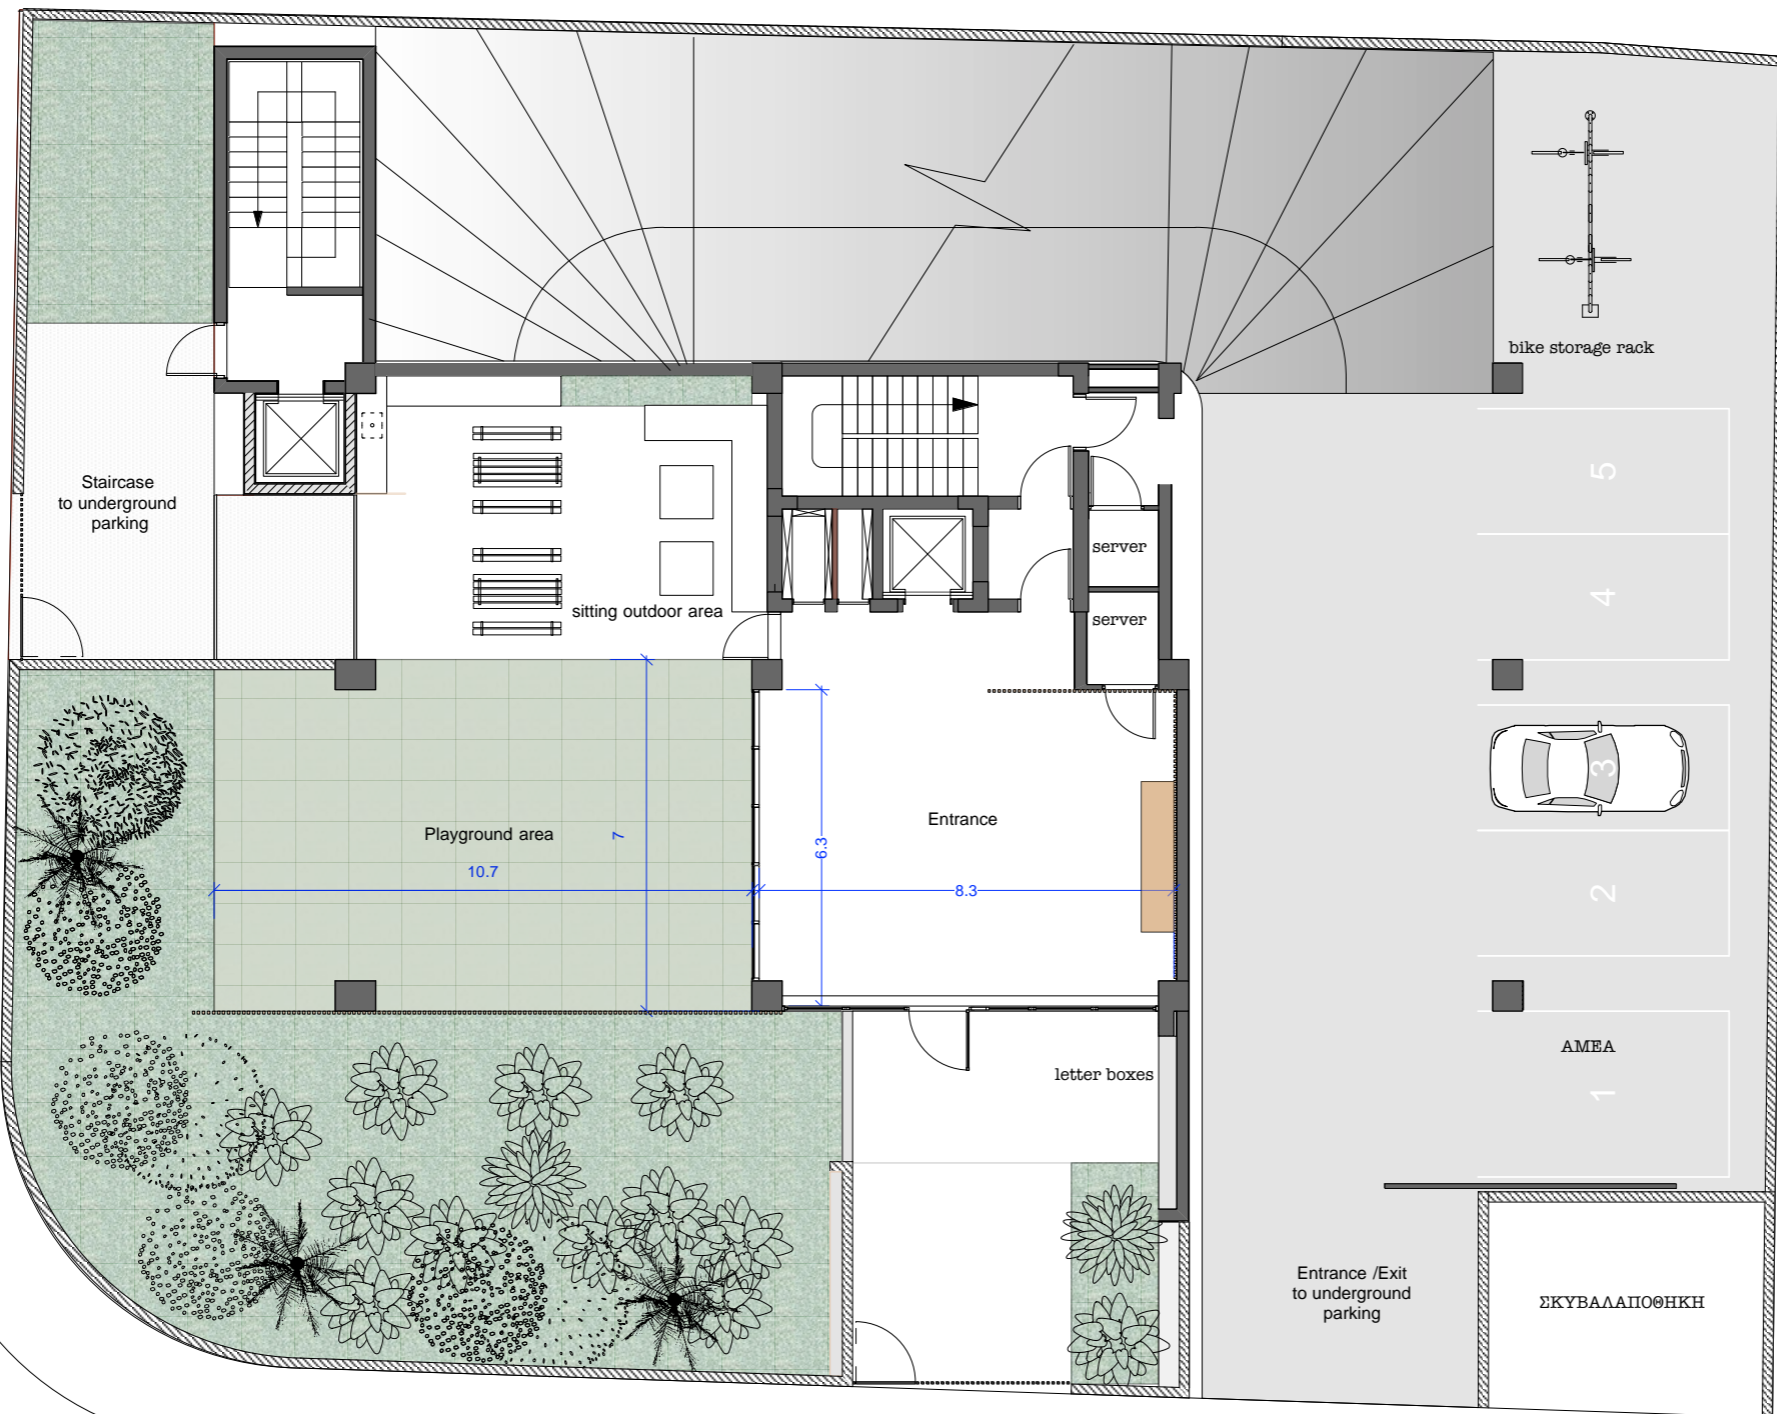 bike storage rack
Staircase
to underground
parking
5
server
4
sitting outdoor area
server
3
Entrance
Playground area
7
6.3
10.7
8.3
2
AMEA
letter boxes
1
Entrance /Exit
to underground
parking
ΣΚΥΒΑΛΑΠΟΘΗΚΗ